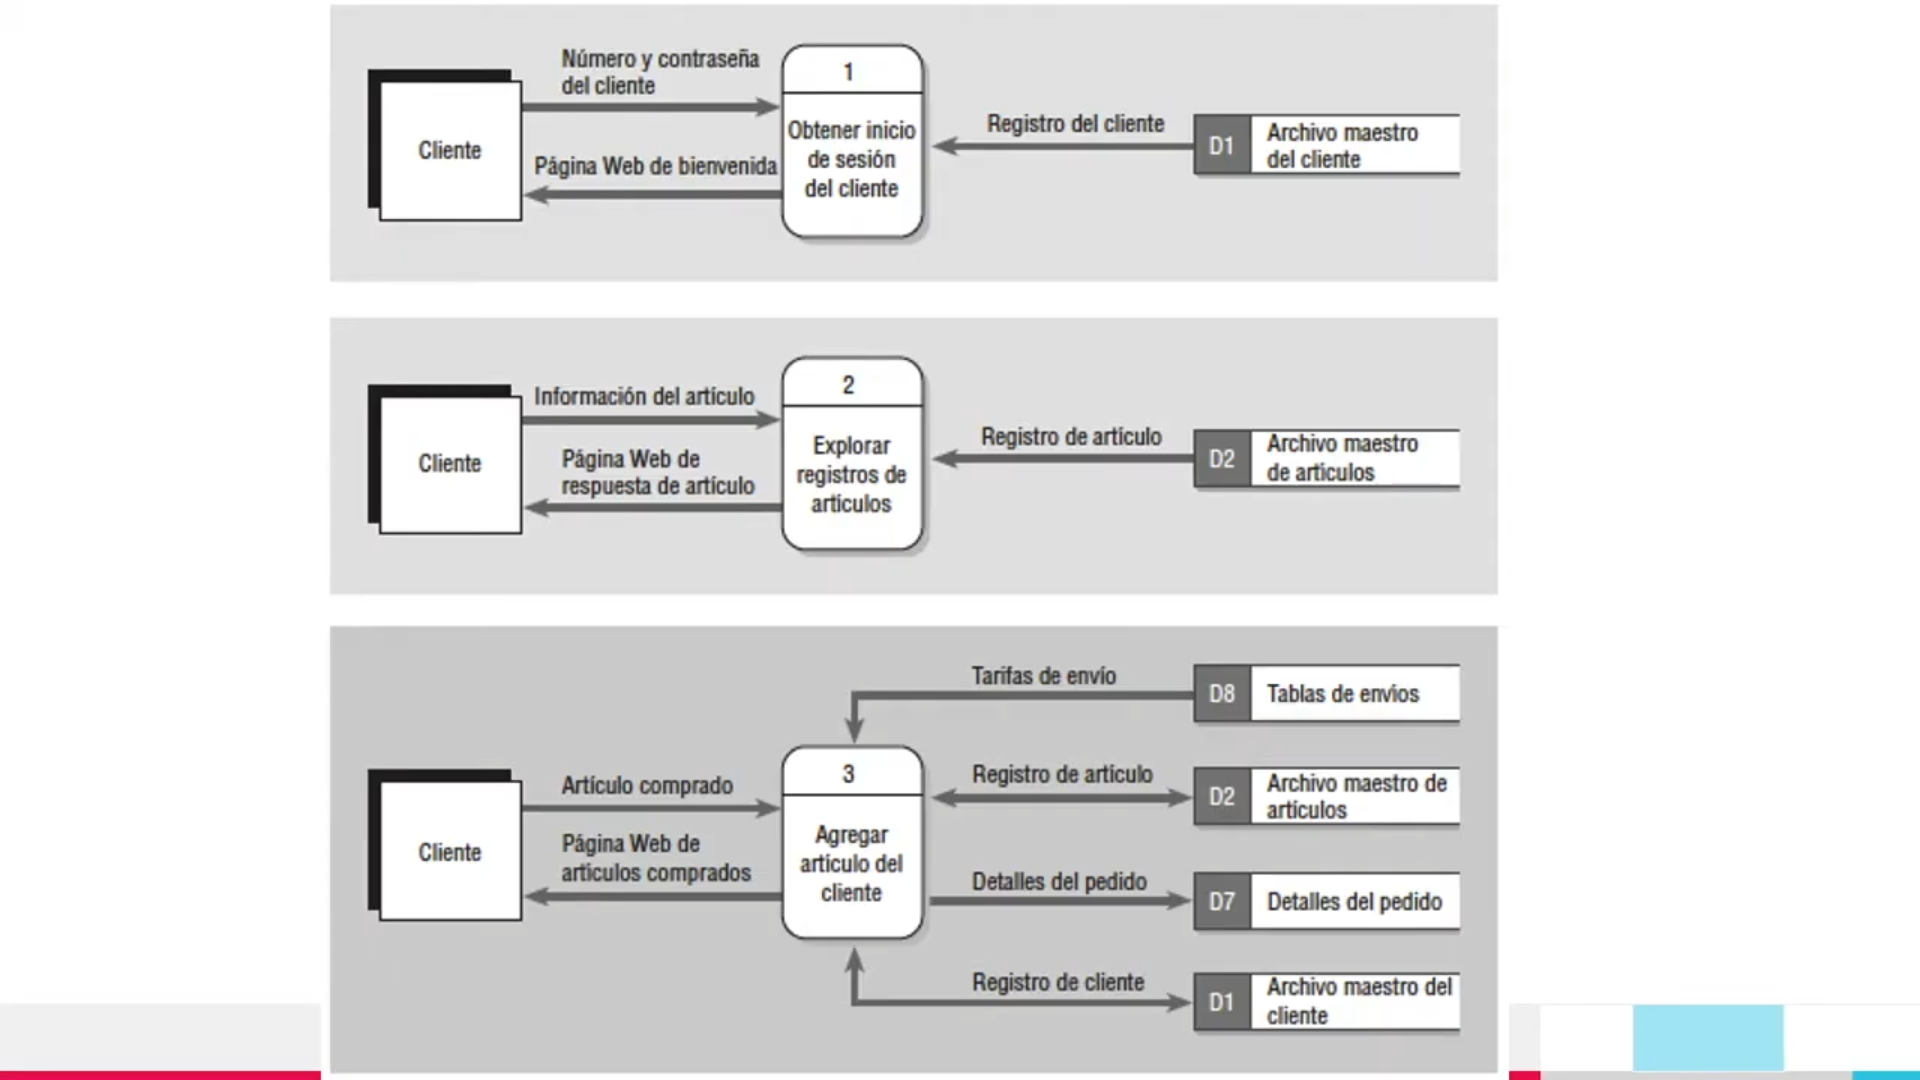 Número y contraseña
del cliente
1
Cliente
Obtener inicio
de sesión
del cliente
Página Web de bienvenida
Registro del cliente
D1
Archivo maestro
del cliente
Información del artículo
2
Cliente
Explorar
registros de
artículos
Página Web de
respuesta de artículo
Registro de artículo
D2
Archivo maestro
de artículos
Tarifas de envío
D8
Tablas de envíos
Artículo comprado
3
Cliente
Agregar
artículo del
cliente
Página Web de
artículos comprados
Registro de artículo
D2
Archivo maestro de
artículos
Detalles del pedido
D7
Detalles del pedido
Registro de cliente
D1
Archivo maestro del
cliente